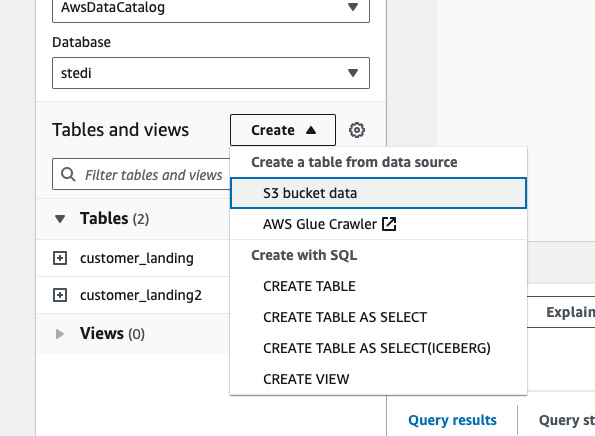 AwsDataCatalog
Database
stedi
Tables and views
Create
Filter tables and views
Create a table from data source
S3 bucket data
AWS Glue Crawler
Create with SQL
CREATE TABLE
CREATE TABLE AS SELECT
CREATE TABLE AS SELECT(ICEBERG)
CREATE VIEW
Tables (2)
customer_landing
customer_landing2
Views (0)
Explain
Query results
Query st